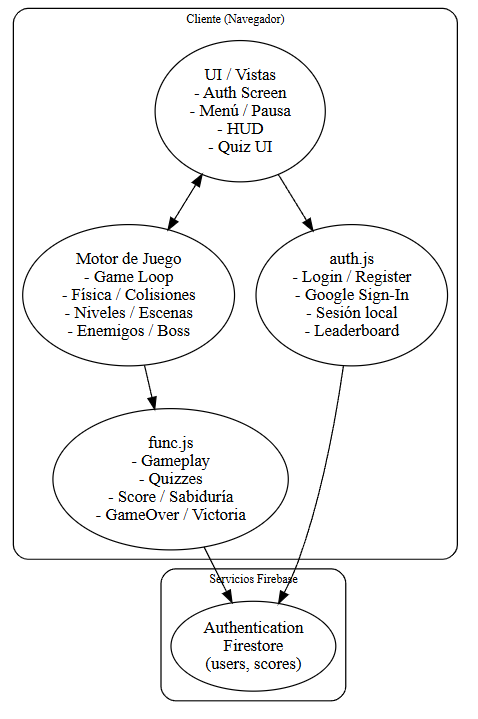 Cliente (Navegador)
UI / Vistas
- Auth Screen
- Menú / Pausa
- HUD
- Quiz UI
Motor de Juego
- Game Loop
- Física / Colisiones
- Niveles / Escenas
- Enemigos / Boss
auth.js
- Login / Register
- Google Sign-In
- Sesión local
- Leaderboard
func.js
- Gameplay
- Quizzes
- Score / Sabiduría
- GameOver / Victoria
Servicios Firebase
Authentication
Firestore
(users, scores)